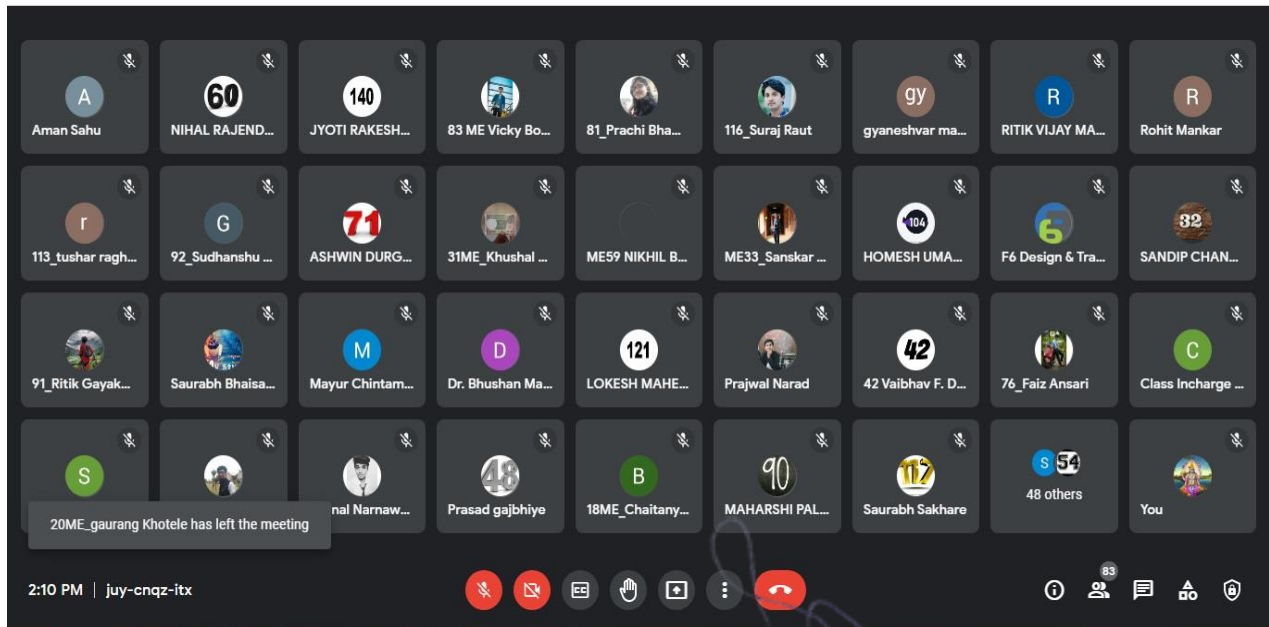 A
Aman Sahu
60
NIHAL RAJEND...
140
JYOTI RAKESH...
83 ME Vicky Bo...
81_Prachi Bha...
116_Suraj Raut
gy
gyaneshvar ma...
R
RITIK VIJAY MA...
R
Rohit Mankar
r
113_tushar ragh...
G
92_Sudhanshu ...
71
ASHWIN DURG...
31ME_Khushal ...
ME59 NIKHIL B...
ME33_Sanskar ...
104
HOMESH UMA...
F6 Design & Tra...
32
SANDIP CHAN...
91_Ritik Gayak...
Saurabh Bhaisa...
M
Mayur Chintam...
D
Dr. Bhushan Ma...
121
LOKESH MAHE...
Prajwal Narad
42
42 Vaibhav F. D...
76_Faiz Ansari
C
Class Incharge ...
S
nal Narnaw...
48
Prasad gajbhiye
B
18ME_Chaitany...
90
MAHARSHI PAL...
117
Saurabh Sakhare
S 54
48 others
You
20ME_gaurang Khotele has left the meeting
2:10 PM | juy-cnqz-itx
CC
83